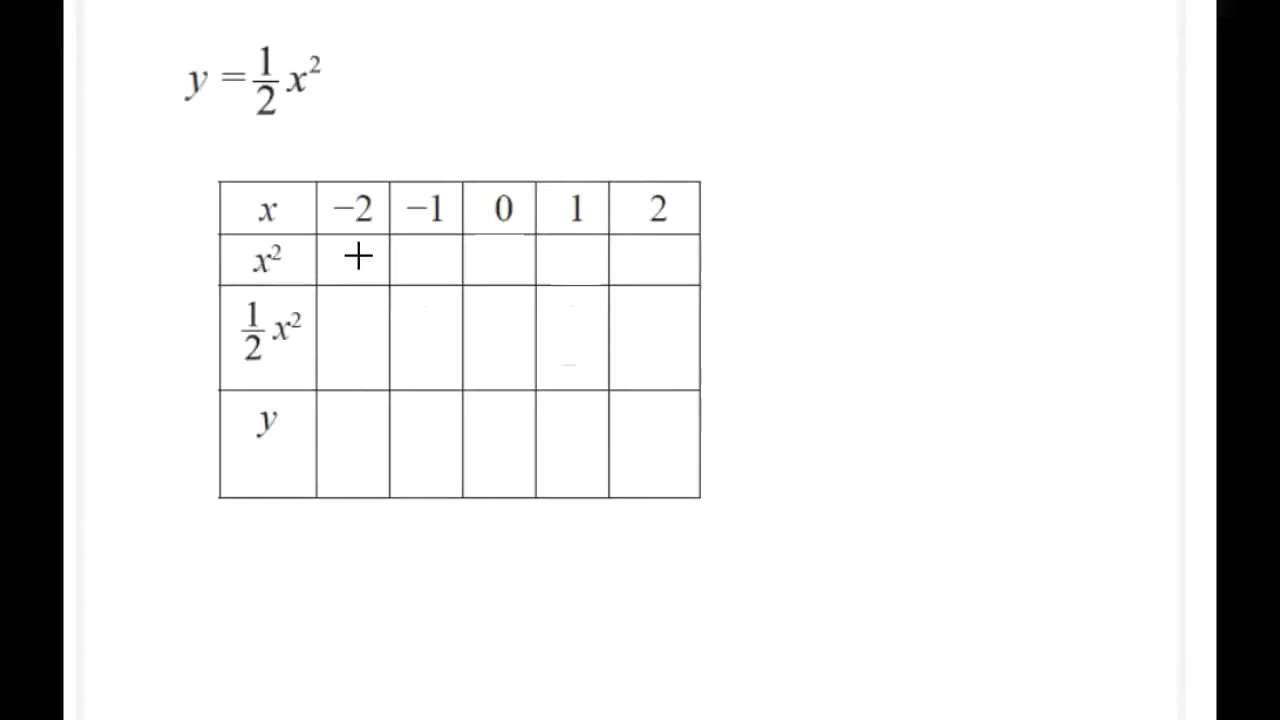 y = 1/2 x²
x −2 −1 0 1 2
x²
1/2 x²
y